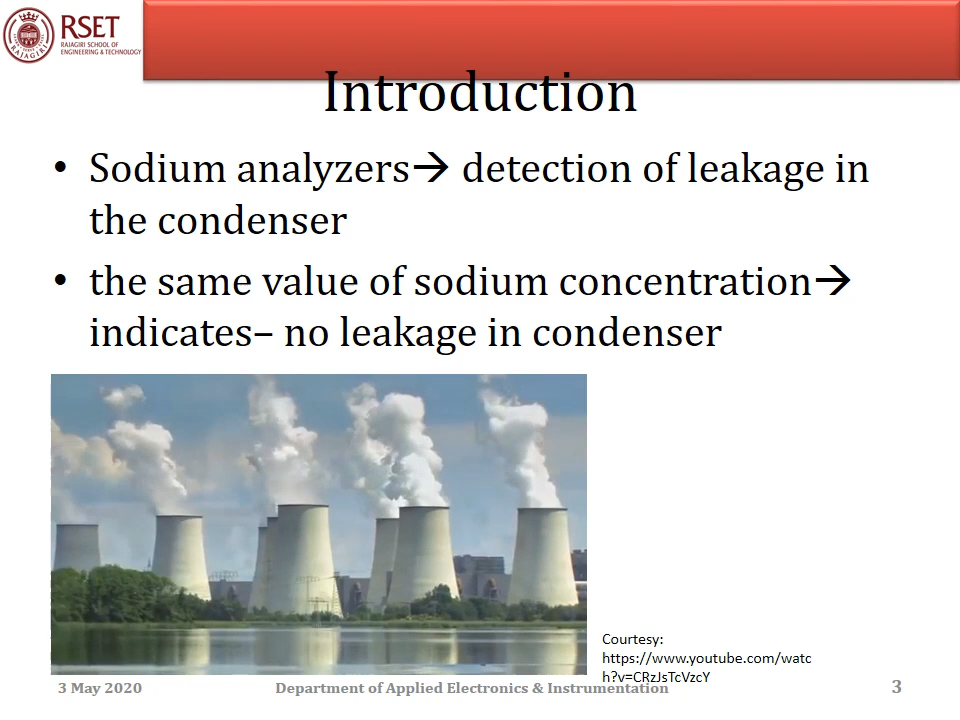 RSET
RAJAGIRI SCHOOL OF
ENGINEERING & TECHNOLOGY
RAJAGIRI
Introduction
• Sodium analyzers→ detection of leakage in
the condenser
• the same value of sodium concentration→
indicates– no leakage in condenser
Courtesy:
https://www.youtube.com/watc
h?v=CRzJsTcVzcY
3 May 2020
Department of Applied Electronics & Instrumentation
3